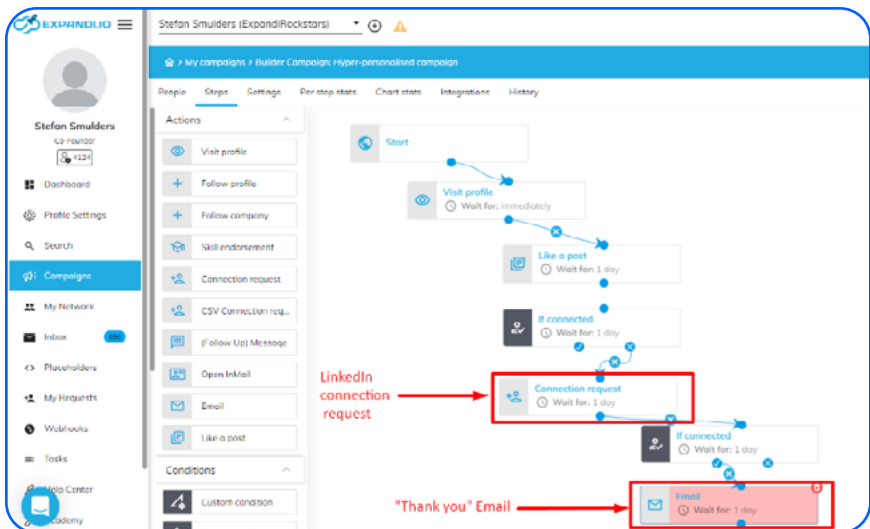 EXPANDI.IO
Stefan Smulders (ExpandiRockstars)
> My campaigns > Builder Campaign: Hyper-personalised campaign
People Steps Settings Per step stats Chart stats Integrations History
Stefan Smulders
Co-Founder
4124
Dashboard
Profile Settings
Search
Campaigns
My Network
Inbox
Placeholders
My Requests
Webhooks
Tasks
Help Center
Academy
Actions
Visit profile
Follow profile
Follow company
Skill endorsement
Connection request
CSV Connection req...
(Follow Up) Message
Open InMail
Email
Like a post
Conditions
Custom condition
Start
Visit profile
Wait for: immediately
Like a post
Wait for: 1 day
If connected
Wait for: 1 day
LinkedIn
connection
request
Connection request
Wait for: 1 day
If connected
Wait for: 1 day
"Thank you" Email
Email
Wait for: 1 day